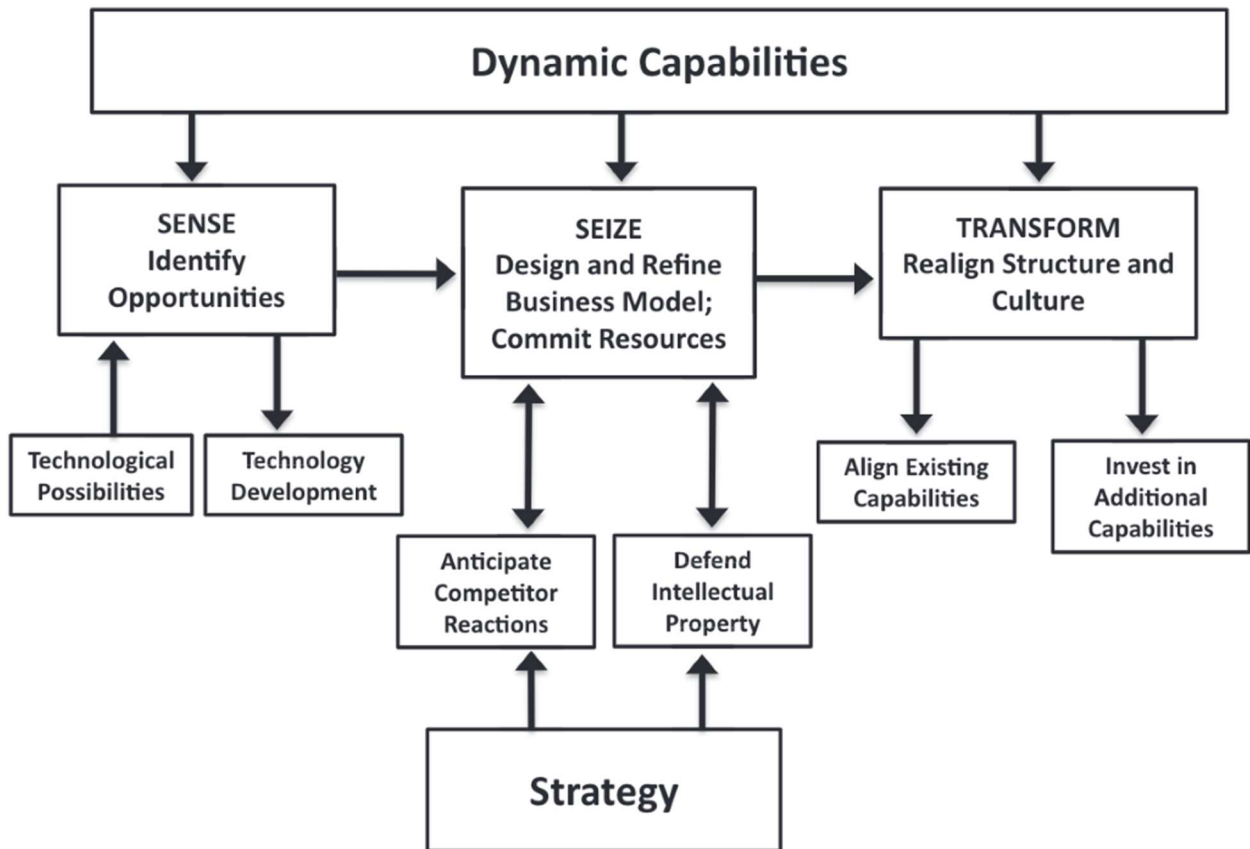 Dynamic Capabilities
SENSE
Identify
Opportunities
SEIZE
Design and Refine
Business Model;
Commit Resources
TRANSFORM
Realign Structure and
Culture
Technological
Possibilities
Technology
Development
Align Existing
Capabilities
Invest in
Additional
Capabilities
Anticipate
Competitor
Reactions
Defend
Intellectual
Property
Strategy